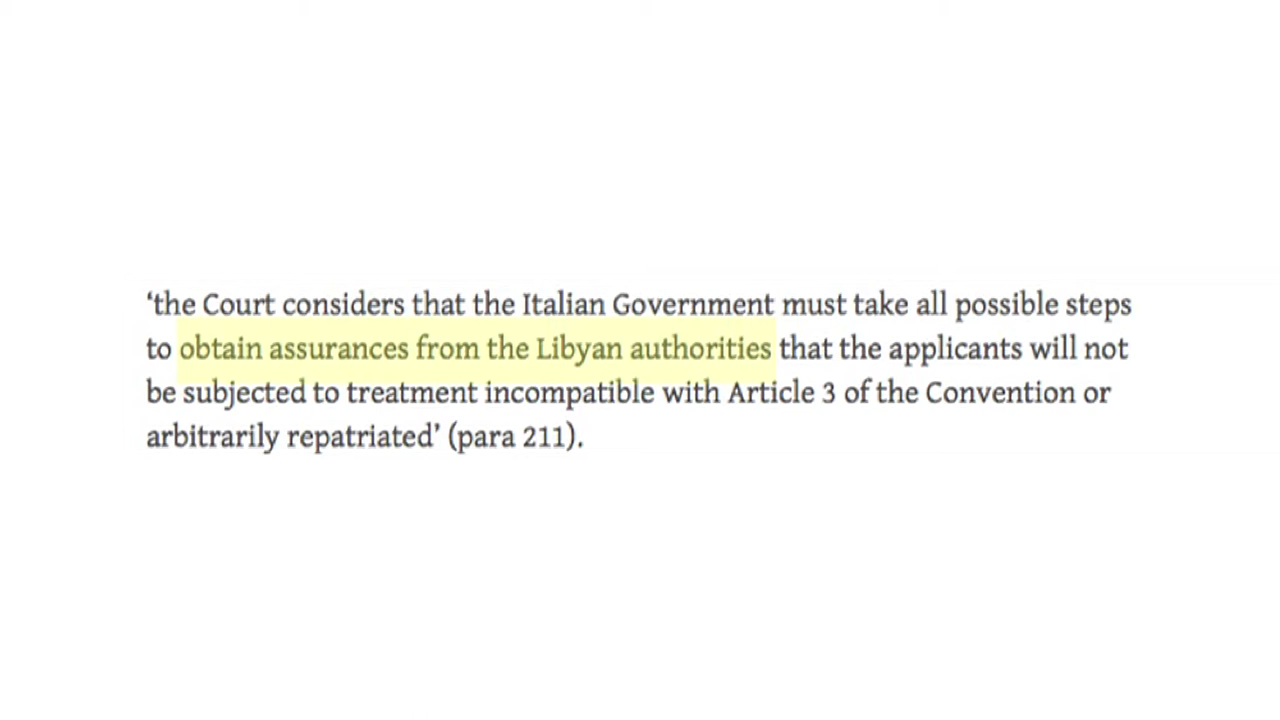 ‘the Court considers that the Italian Government must take all possible steps
to obtain assurances from the Libyan authorities that the applicants will not
be subjected to treatment incompatible with Article 3 of the Convention or
arbitrarily repatriated’ (para 211).